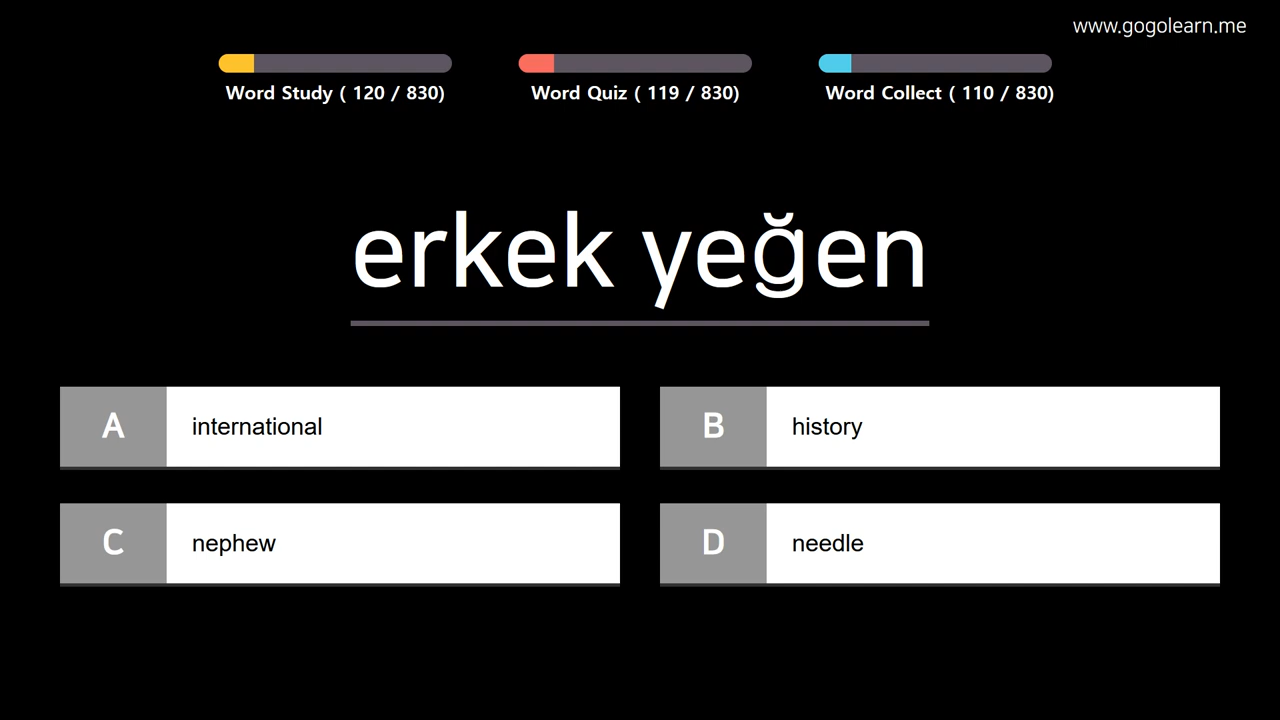 www.gogolearn.me
Word Study ( 120 / 830)
Word Quiz ( 119 / 830)
Word Collect ( 110 / 830)
erkek yeğen
A
international
B
history
C
nephew
D
needle